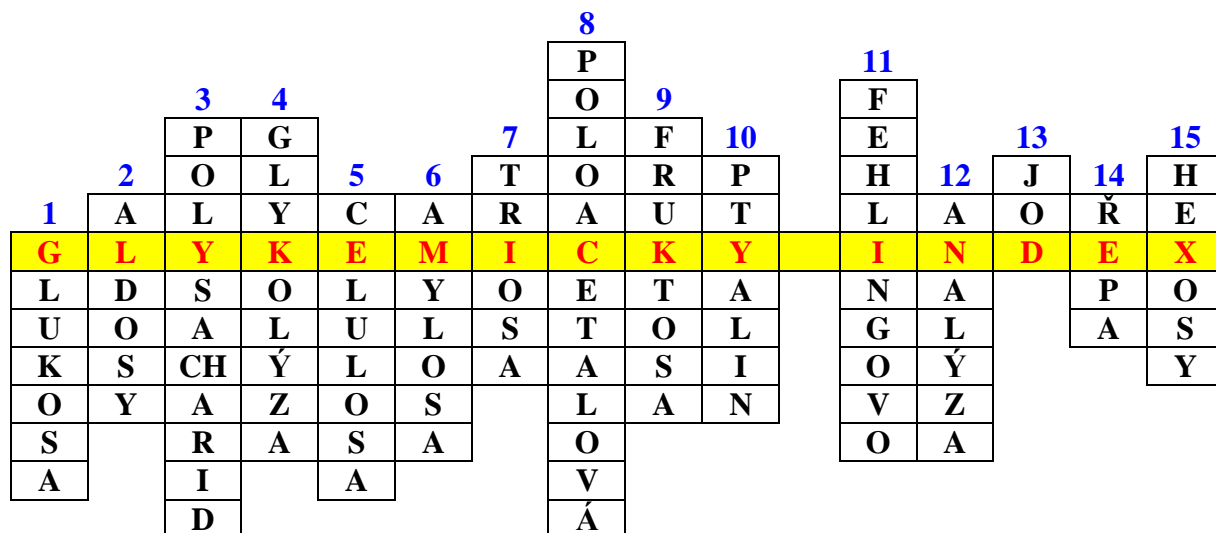 8
P 11
3 4 O 9 F
P G 7 L F 10 E 13 15
2 O L 5 6 T O R P H 12 J 14 H
1 A L Y C A R A U T L A O Ř E
G L Y K E M I C K Y I N D E X
L D S O L Y O E T A N A P O
U O A L U L S T O L G L A S
K S CH Ý L O A A S I O Ý Y
O Y A Z O S L A N V Z
S R A S A O O A
A I A V
D Á